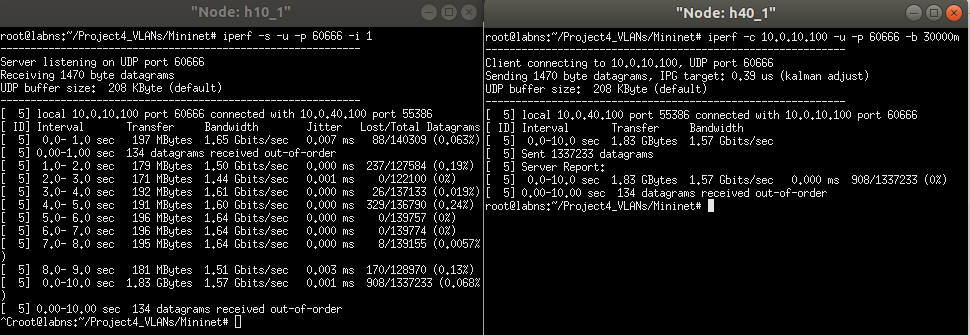 "Node: h10_1"
root@labns:~/Project4_VLANs/Mininet# iperf -s -u -p 60666 -i 1
------------------------------------------------------------
Server listening on UDP port 60666
Receiving 1470 byte datagrams
UDP buffer size:  208 KByte (default)
------------------------------------------------------------
[  5] local 10.0.10.100 port 60666 connected with 10.0.40.100 port 55386
[ ID] Interval       Transfer     Bandwidth        Jitter   Lost/Total Datagrams
[  5]  0.0- 1.0 sec   197 MBytes  1.65 Gbits/sec   0.007 ms   88/140309 (0.063%)
[  5] 0.00-1.00 sec  134 datagrams received out-of-order
[  5]  1.0- 2.0 sec   179 MBytes  1.50 Gbits/sec   0.000 ms  237/127584 (0.19%)
[  5]  2.0- 3.0 sec   171 MBytes  1.44 Gbits/sec   0.001 ms    0/122100 (0%)
[  5]  3.0- 4.0 sec   192 MBytes  1.61 Gbits/sec   0.000 ms   26/137133 (0.019%)
[  5]  4.0- 5.0 sec   191 MBytes  1.60 Gbits/sec   0.000 ms  329/136790 (0.24%)
[  5]  5.0- 6.0 sec   196 MBytes  1.64 Gbits/sec   0.000 ms    0/139757 (0%)
[  5]  6.0- 7.0 sec   196 MBytes  1.64 Gbits/sec   0.000 ms    0/139774 (0%)
[  5]  7.0- 8.0 sec   195 MBytes  1.64 Gbits/sec   0.000 ms    8/139155 (0.0057%
)
[  5]  8.0- 9.0 sec   181 MBytes  1.51 Gbits/sec   0.003 ms  170/128970 (0.13%)
[  5]  0.0-10.0 sec  1.83 GBytes  1.57 Gbits/sec   0.001 ms  908/1337233 (0.068%
)
[  5] 0.00-10.00 sec  134 datagrams received out-of-order
^Croot@labns:~/Project4_VLANs/Mininet#
"Node: h40_1"
root@labns:~/Project4_VLANs/Mininet# iperf -c 10.0.10.100 -u -p 60666 -b 30000m
------------------------------------------------------------
Client connecting to 10.0.10.100, UDP port 60666
Sending 1470 byte datagrams, IPG target: 0.39 us (kalman adjust)
UDP buffer size:  208 KByte (default)
------------------------------------------------------------
[  5] local 10.0.40.100 port 55386 connected with 10.0.10.100 port 60666
[ ID] Interval       Transfer     Bandwidth
[  5]  0.0-10.0 sec  1.83 GBytes  1.57 Gbits/sec
[  5] Sent 1337233 datagrams
[  5] Server Report:
[  5]  0.0-10.0 sec  1.83 GBytes  1.57 Gbits/sec   0.000 ms  908/1337233 (0%)
[  5] 0.00-10.00 sec  134 datagrams received out-of-order
root@labns:~/Project4_VLANs/Mininet#